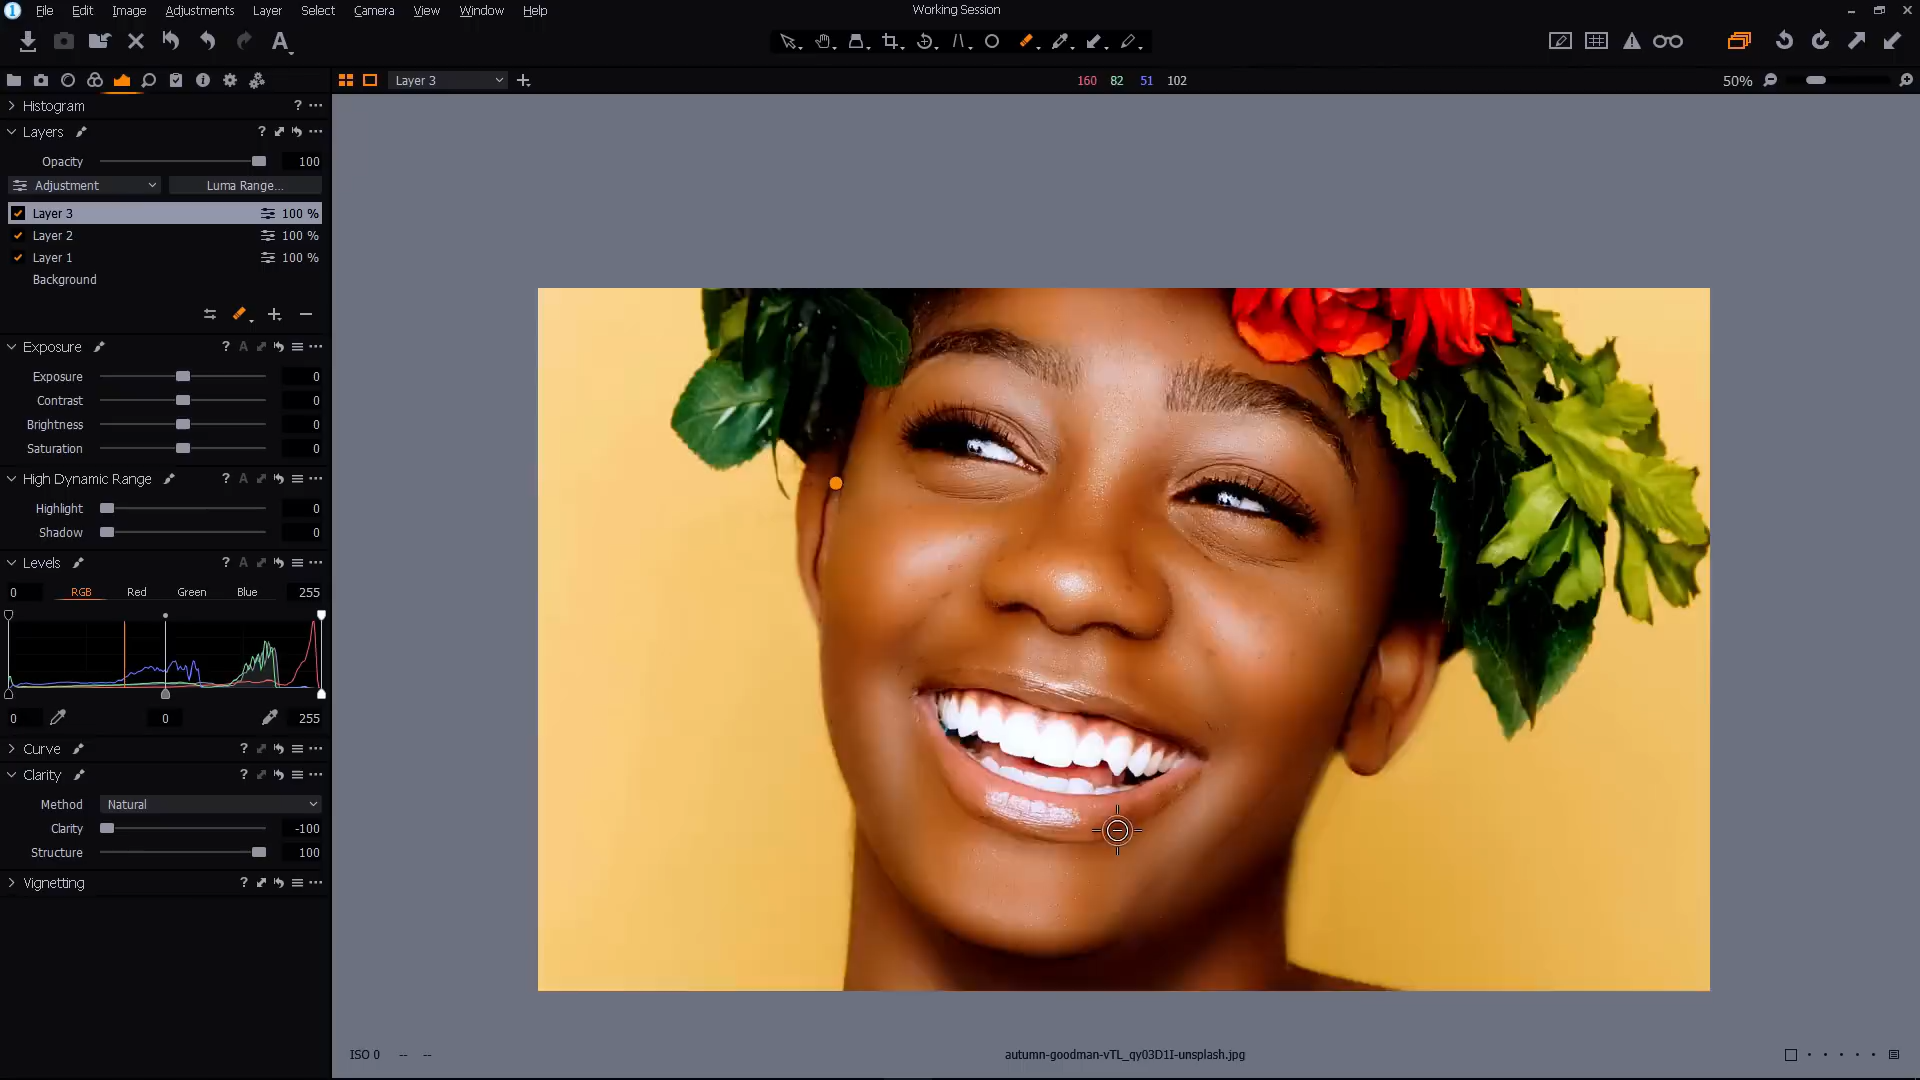 1 File Edit Image Adjustments Layer Select Camera View Window Help
Working Session
A
Layer 3
160 82 51 102
50%
Histogram ? ...
Layers ? ...
Opacity 100
Adjustment Luma Range...
Layer 3 100 %
Layer 2 100 %
Layer 1 100 %
Background
Exposure ? A ...
Exposure 0
Contrast 0
Brightness 0
Saturation 0
High Dynamic Range ? A ...
Highlight 0
Shadow 0
Levels ? A ...
0 RGB Red Green Blue 255
0 0 255
Curve ? ...
Clarity ? ...
Method Natural
Clarity -100
Structure 100
Vignetting ? ...
ISO 0 -- --
autumn-goodman-vTL_qy03D1I-unsplash.jpg